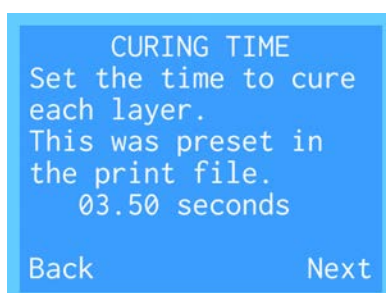 CURING TIME
Set the time to cure
each layer.
This was preset in
the print file.
03.50 seconds
Back Next